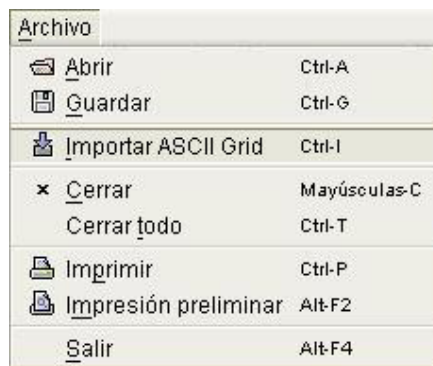 Archivo
Abrir Ctrl-A
Guardar Ctrl-G
Importar ASCII Grid Ctrl-I
Cerrar Mayúsculas-C
Cerrar todo Ctrl-T
Imprimir Ctrl-P
Impresión preliminar Alt-F2
Salir Alt-F4